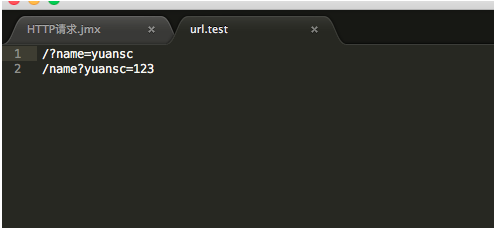 HTTP请求.jmx ×
url.test ×
1 /?name=yuansc
2 /name?yuansc=123